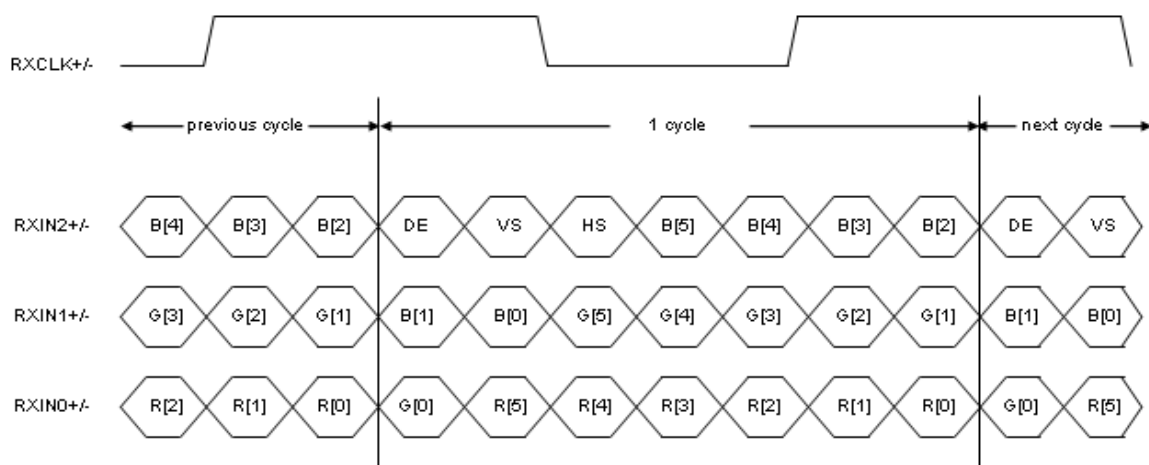 RXCLK+/-
previous cycle 1 cycle next cycle
RXIN2+/- B[4] B[3] B[2] DE VS HS B[5] B[4] B[3] B[2] DE VS
RXIN1+/- G[3] G[2] G[1] B[1] B[0] G[5] G[4] G[3] G[2] G[1] B[1] B[0]
RXIN0+/- R[2] R[1] R[0] G[0] R[5] R[4] R[3] R[2] R[1] R[0] G[0] R[5]